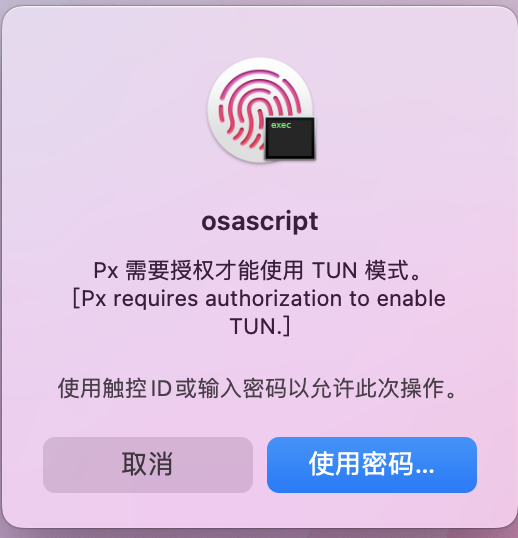 exec
osascript
Px 需要授权才能使用 TUN 模式。
[Px requires authorization to enable
TUN.]
使用触控 ID 或输入密码以允许此次操作。
取消
使用密码...